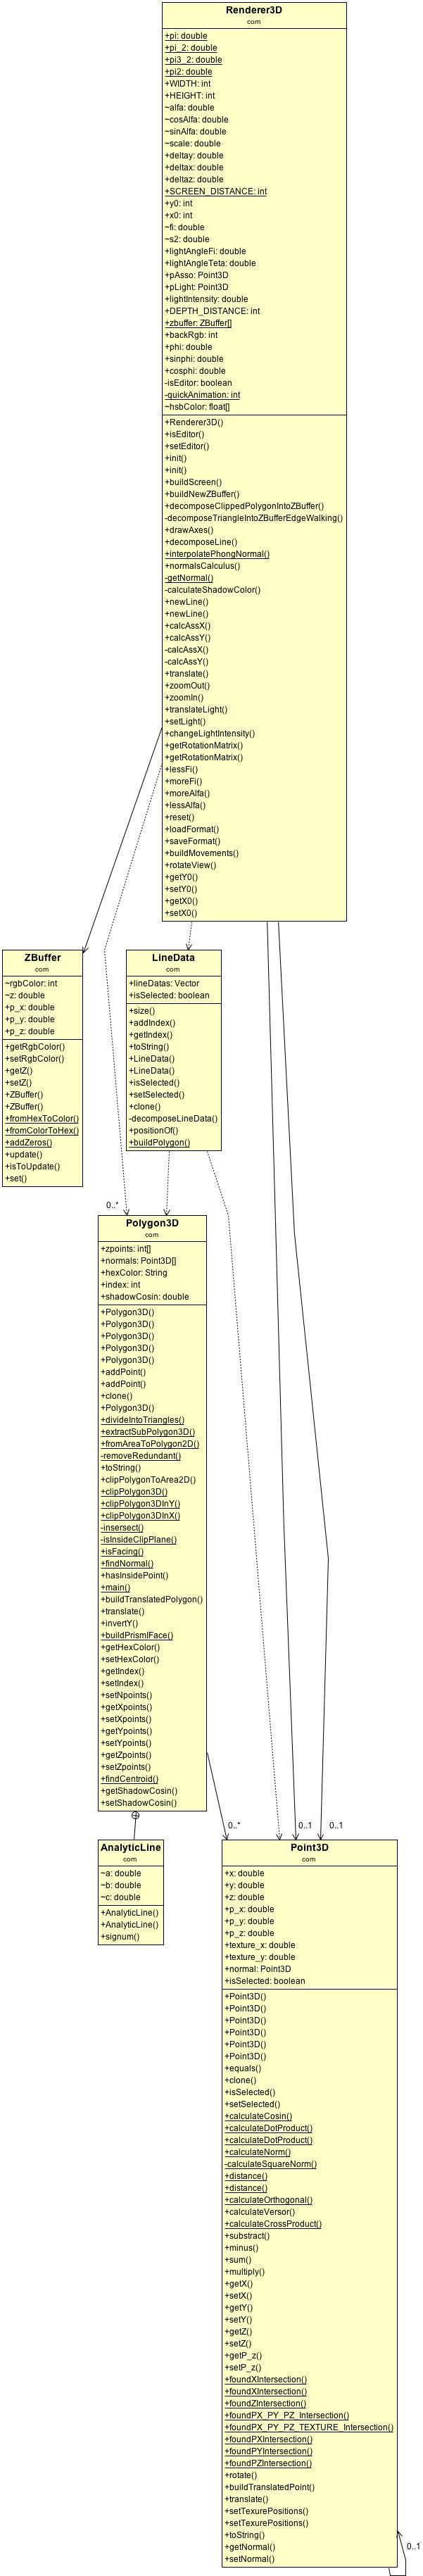 Renderer3D
com
+pi: double
+pi_2: double
+pi3_2: double
+pi2: double
+WIDTH: int
+HEIGHT: int
~alfa: double
~cosAlfa: double
~sinAlfa: double
~scale: double
+deltay: double
+deltax: double
+deltaz: double
+SCREEN_DISTANCE: int
+y0: int
+x0: int
~fi: double
~s2: double
+lightAngleFi: double
+lightAngleTeta: double
+pAsso: Point3D
+pLight: Point3D
+lightIntensity: double
+DEPTH_DISTANCE: int
+zbuffer: ZBuffer[]
+backRgb: int
+phi: double
+sinphi: double
+cosphi: double
-isEditor: boolean
-quickAnimation: int
~hsbColor: float[]
+Renderer3D()
+isEditor()
+setEditor()
+init()
+init()
+buildScreen()
+buildNewZBuffer()
+decomposeClippedPolygonIntoZBuffer()
-decomposeTriangleIntoZBufferEdgeWalking()
+drawAxes()
+decomposeLine()
+interpolatePhongNormal()
+normalsCalculus()
-getNormal()
-calculateShadowColor()
+newLine()
+newLine()
+calcAssX()
+calcAssY()
-calcAssX()
-calcAssY()
+translate()
+zoomOut()
+zoomIn()
+translateLight()
+setLight()
+changeLightIntensity()
+getRotationMatrix()
+getRotationMatrix()
+lessFi()
+moreFi()
+moreAlfa()
+lessAlfa()
+reset()
+loadFormat()
+saveFormat()
+buildMovements()
+rotateView()
+getY0()
+setY0()
+getX0()
+setX0()
ZBuffer
com
~rgbColor: int
~z: double
+p_x: double
+p_y: double
+p_z: double
+getRgbColor()
+setRgbColor()
+getZ()
+setZ()
+ZBuffer()
+ZBuffer()
+fromHexToColor()
+fromColorToHex()
+addZeros()
+update()
+isToUpdate()
+set()
LineData
com
+lineDatas: Vector
+isSelected: boolean
+size()
+addIndex()
+getIndex()
+toString()
+LineData()
+LineData()
+isSelected()
+setSelected()
+clone()
-decomposeLineData()
+positionOf()
+buildPolygon()
0..*
Polygon3D
com
+zpoints: int[]
+normals: Point3D[]
+hexColor: String
+index: int
+shadowCosin: double
+Polygon3D()
+Polygon3D()
+Polygon3D()
+Polygon3D()
+Polygon3D()
+addPoint()
+addPoint()
+clone()
+Polygon3D()
+divideIntoTriangles()
+extractSubPolygon3D()
+fromAreaToPolygon2D()
-removeRedundant()
+toString()
+clipPolygonToArea2D()
+clipPolygon3D()
+clipPolygon3DInY()
+clipPolygon3DInX()
-insersect()
-isInsideClipPlane()
+isFacing()
+findNormal()
+hasInsidePoint()
+main()
+buildTranslatedPolygon()
+translate()
+invertY()
+buildPrismIFace()
+getHexColor()
+setHexColor()
+getIndex()
+setIndex()
+setNpoints()
+getXpoints()
+setXpoints()
+getYpoints()
+setYpoints()
+getZpoints()
+setZpoints()
+findCentroid()
+getShadowCosin()
+setShadowCosin()
0..*
0..1
0..1
AnalyticLine
com
~a: double
~b: double
~c: double
+AnalyticLine()
+AnalyticLine()
+signum()
Point3D
com
+x: double
+y: double
+z: double
+p_x: double
+p_y: double
+p_z: double
+texture_x: double
+texture_y: double
+normal: Point3D
+isSelected: boolean
+Point3D()
+Point3D()
+Point3D()
+Point3D()
+Point3D()
+Point3D()
+equals()
+clone()
+isSelected()
+setSelected()
+calculateCosin()
+calculateDotProduct()
+calculateDotProduct()
+calculateNorm()
-calculateSquareNorm()
+distance()
+distance()
+calculateOrthogonal()
+calculateVersor()
+calculateCrossProduct()
+substract()
+minus()
+sum()
+multiply()
+getX()
+setX()
+getY()
+setY()
+getZ()
+setZ()
+getP_z()
+setP_z()
+foundXIntersection()
+foundXIntersection()
+foundZIntersection()
+foundPX_PY_PZ_Intersection()
+foundPX_PY_PZ_TEXTURE_Intersection()
+foundPXIntersection()
+foundPYIntersection()
+foundPZIntersection()
+rotate()
+buildTranslatedPoint()
+translate()
+setTexurePositions()
+setTexurePositions()
+toString()
+getNormal()
+setNormal()
0..1